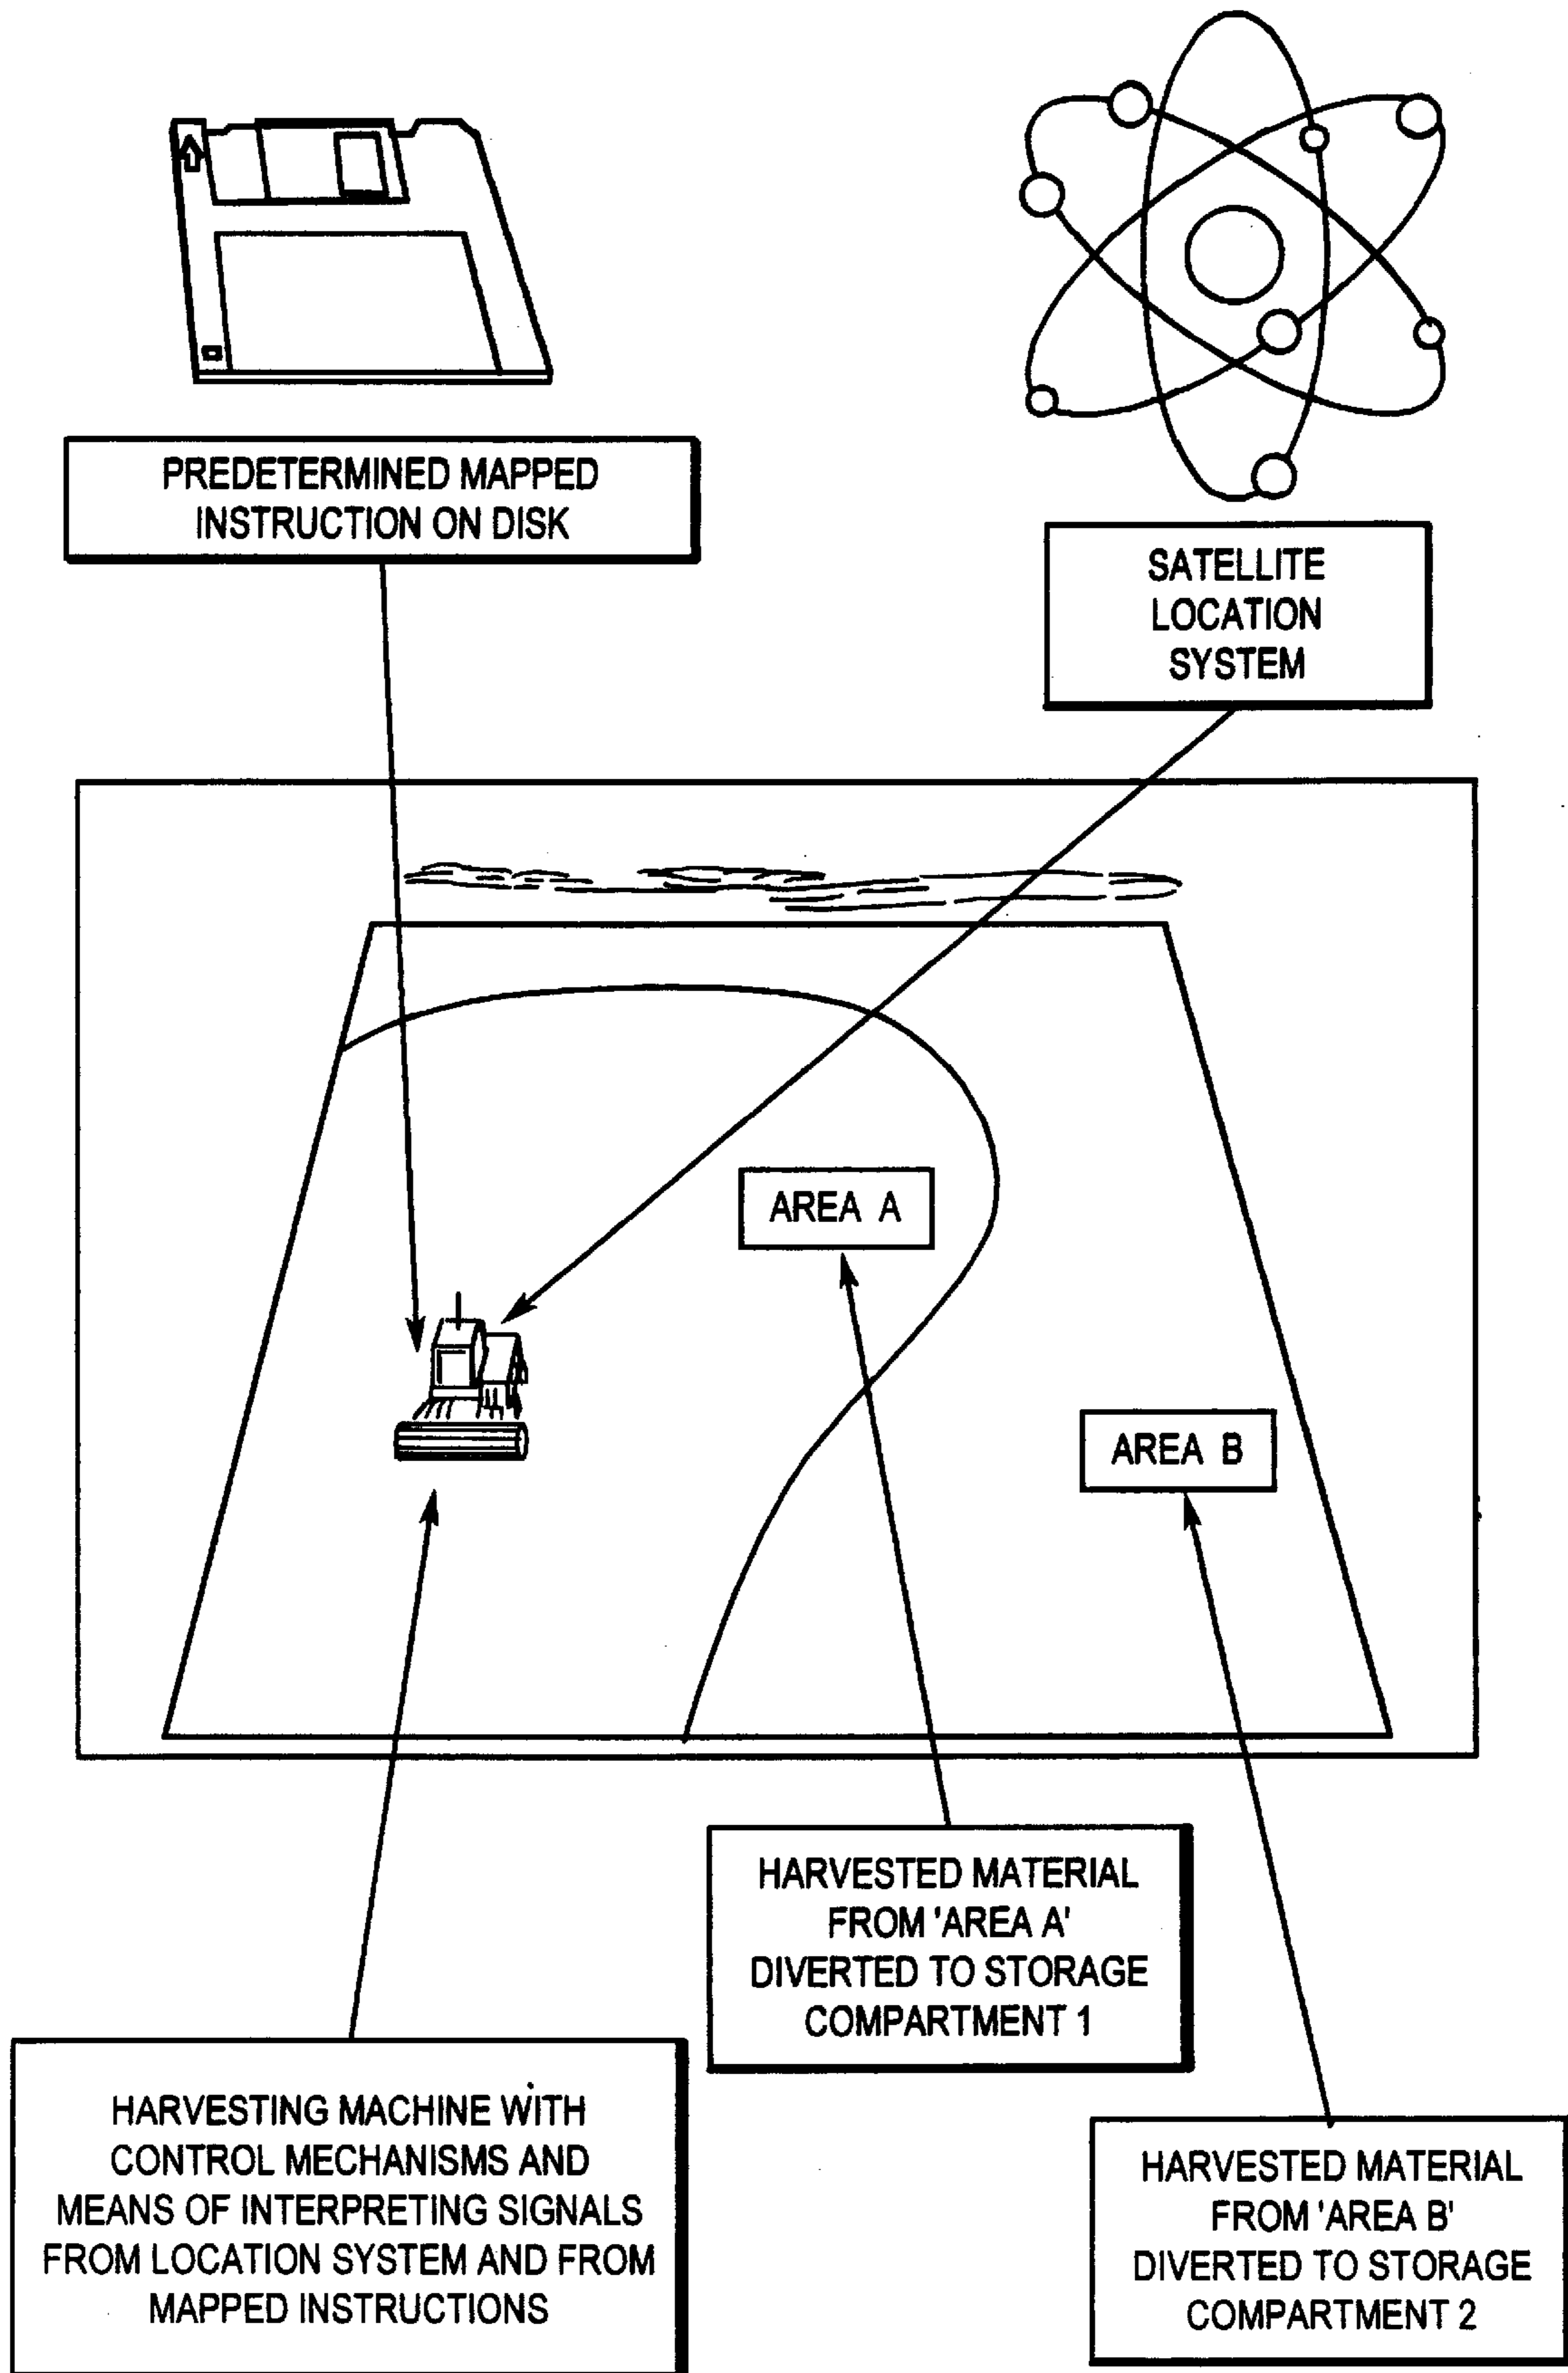 PREDETERMINED MAPPED
INSTRUCTION ON DISK
SATELLITE
LOCATION
SYSTEM
AREA A
AREA B
HARVESTED MATERIAL
FROM 'AREA A'
DIVERTED TO STORAGE
COMPARTMENT 1
HARVESTING MACHINE WITH
CONTROL MECHANISMS AND
MEANS OF INTERPRETING SIGNALS
FROM LOCATION SYSTEM AND FROM
MAPPED INSTRUCTIONS
HARVESTED MATERIAL
FROM 'AREA B'
DIVERTED TO STORAGE
COMPARTMENT 2